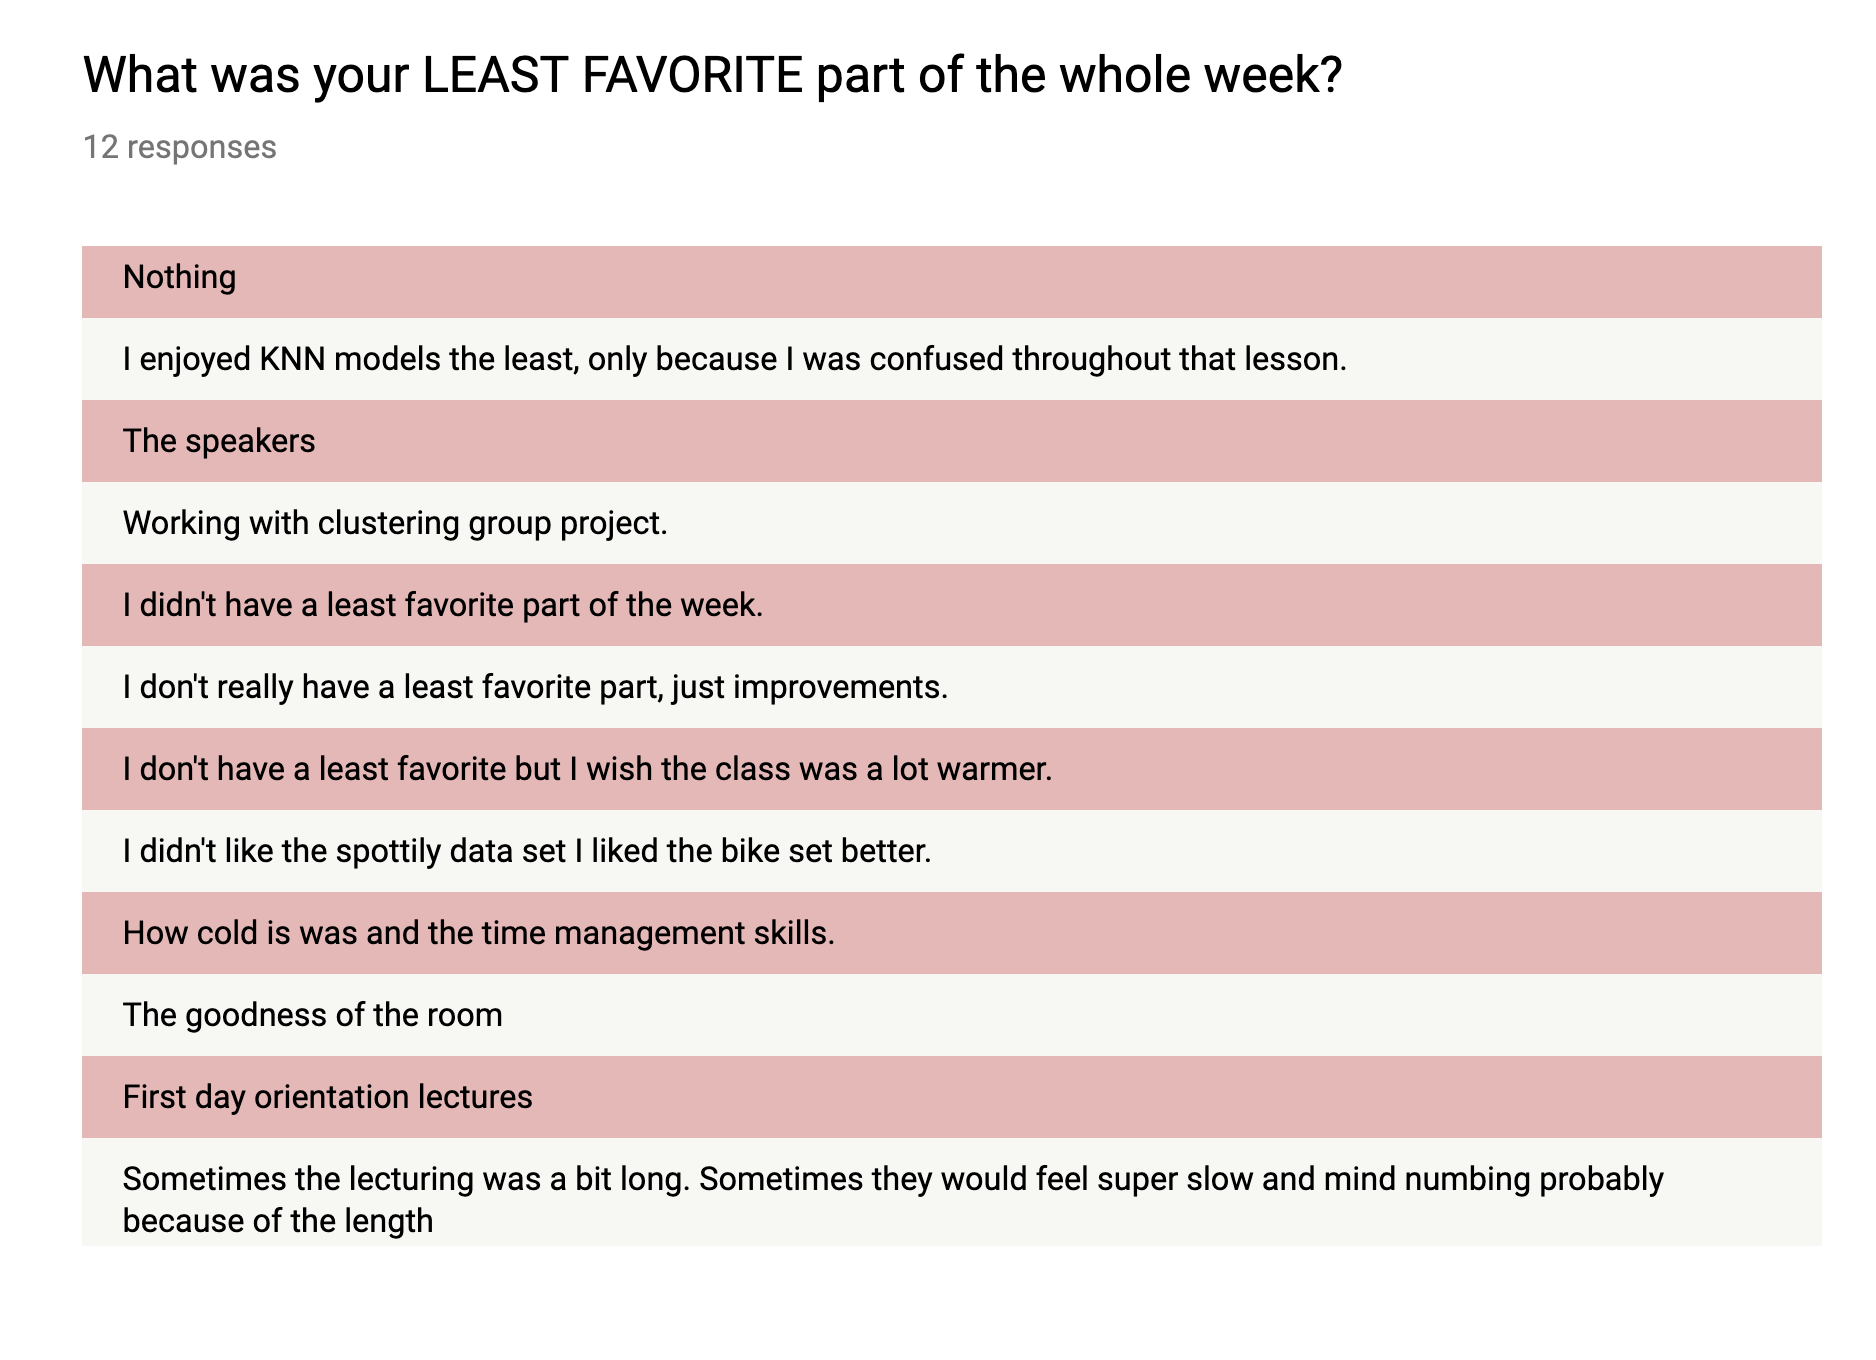 What was your LEAST FAVORITE part of the whole week?
12 responses
Nothing
I enjoyed KNN models the least, only because I was confused throughout that lesson.
The speakers
Working with clustering group project.
I didn't have a least favorite part of the week.
I don't really have a least favorite part, just improvements.
I don't have a least favorite but I wish the class was a lot warmer.
I didn't like the spottily data set I liked the bike set better.
How cold is was and the time management skills.
The goodness of the room
First day orientation lectures
Sometimes the lecturing was a bit long. Sometimes they would feel super slow and mind numbing probably
because of the length